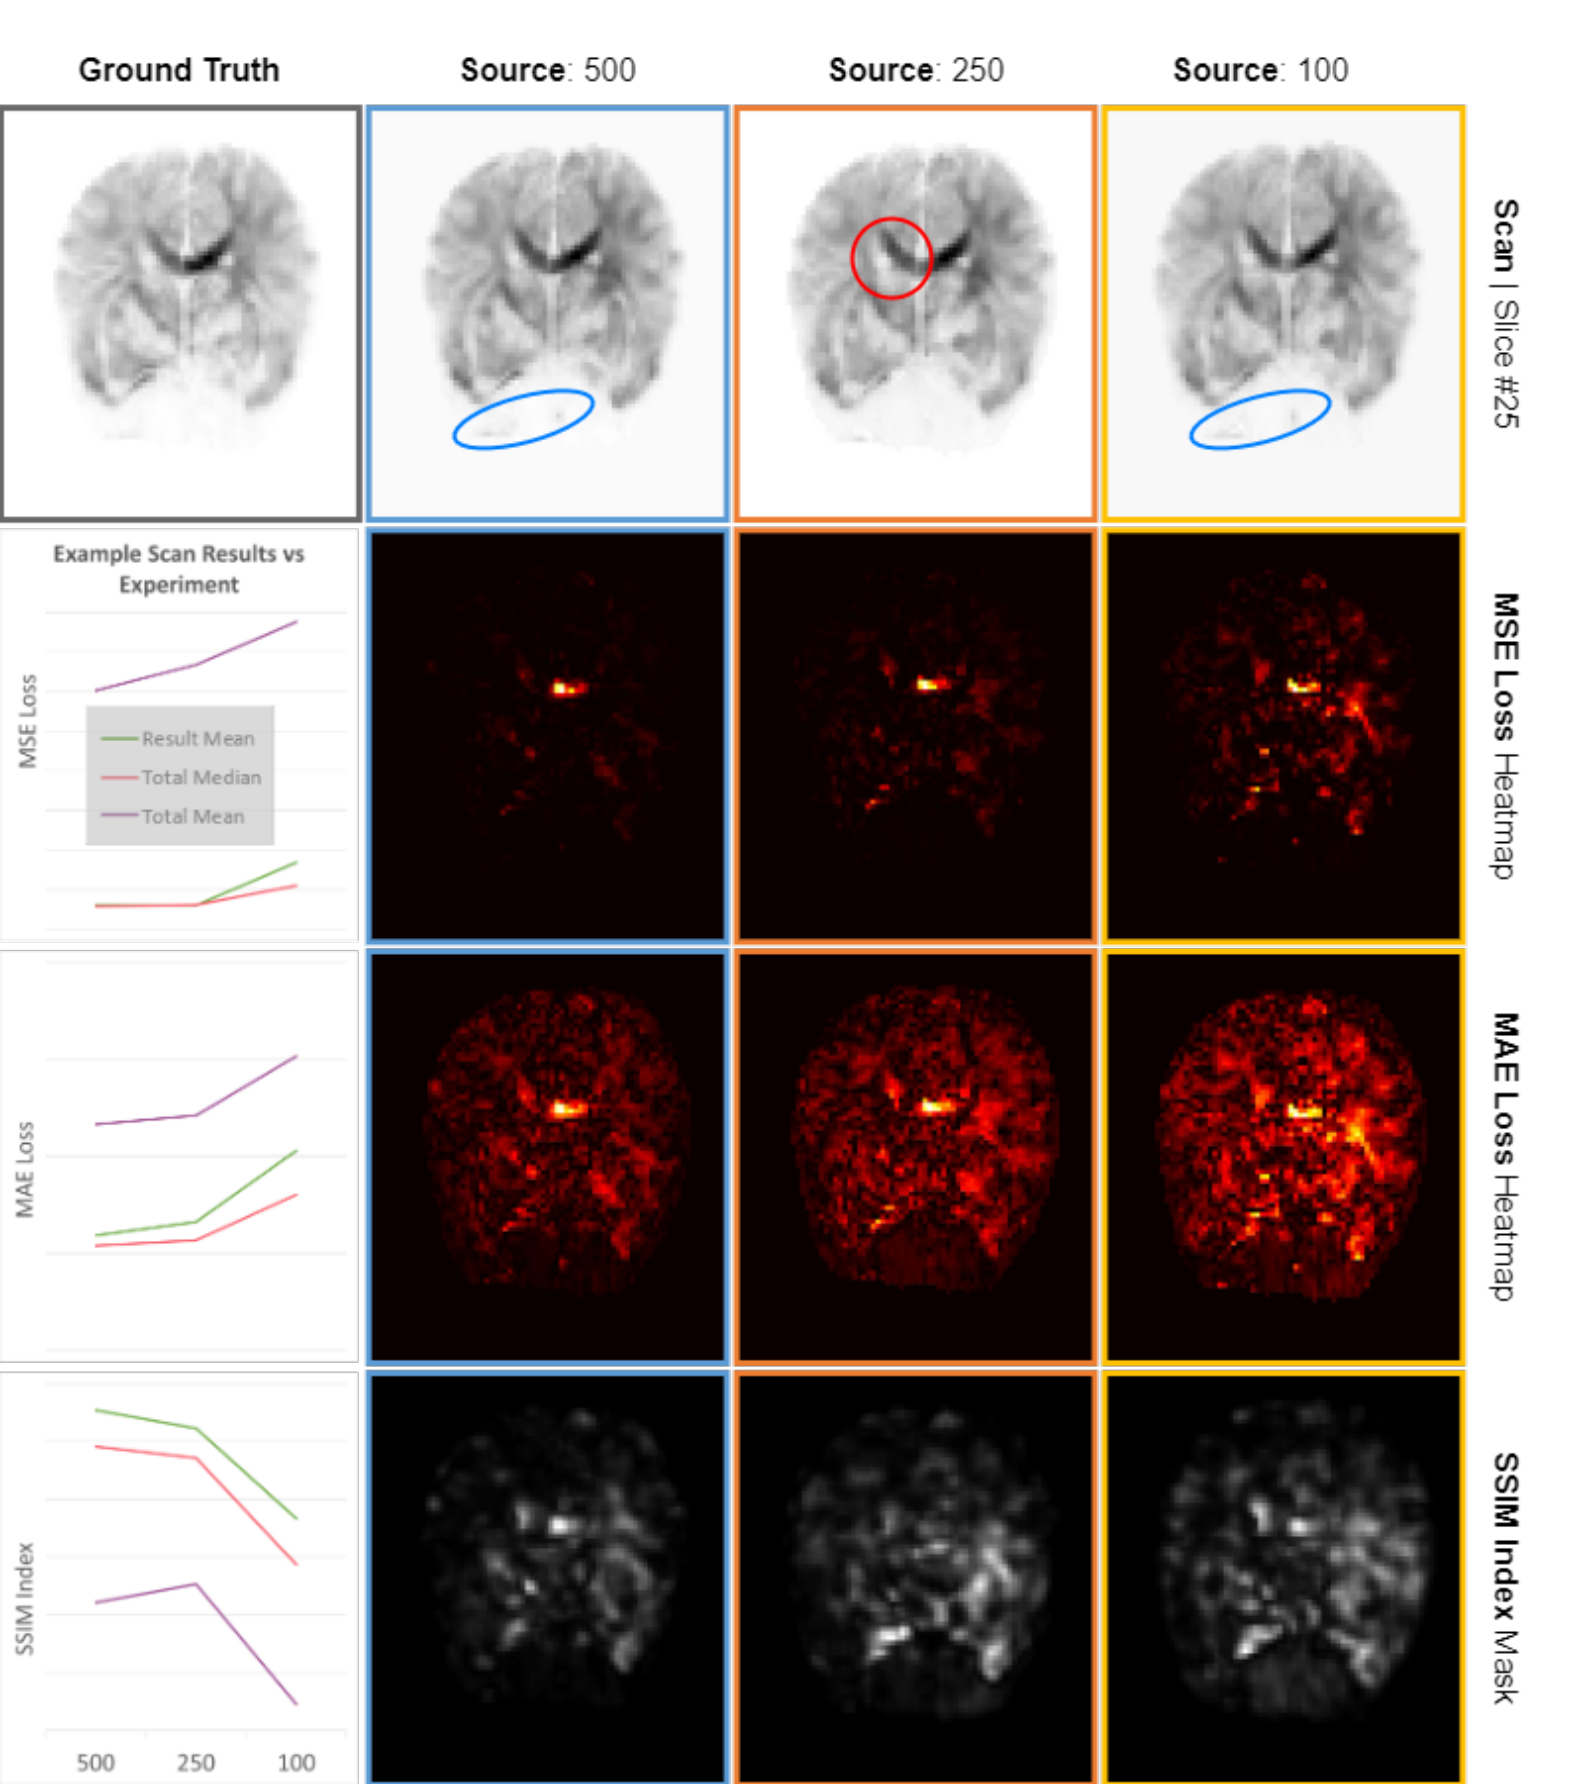 Ground Truth
Source: 500
Source: 250
Source: 100
Scan | Slice #25
Example Scan Results vs
Experiment
MSE Loss
Result Mean
Total Median
Total Mean
MSE Loss Heatmap
MAE Loss
MAE Loss Heatmap
SSIM Index
500
250
100
SSIM Index Mask